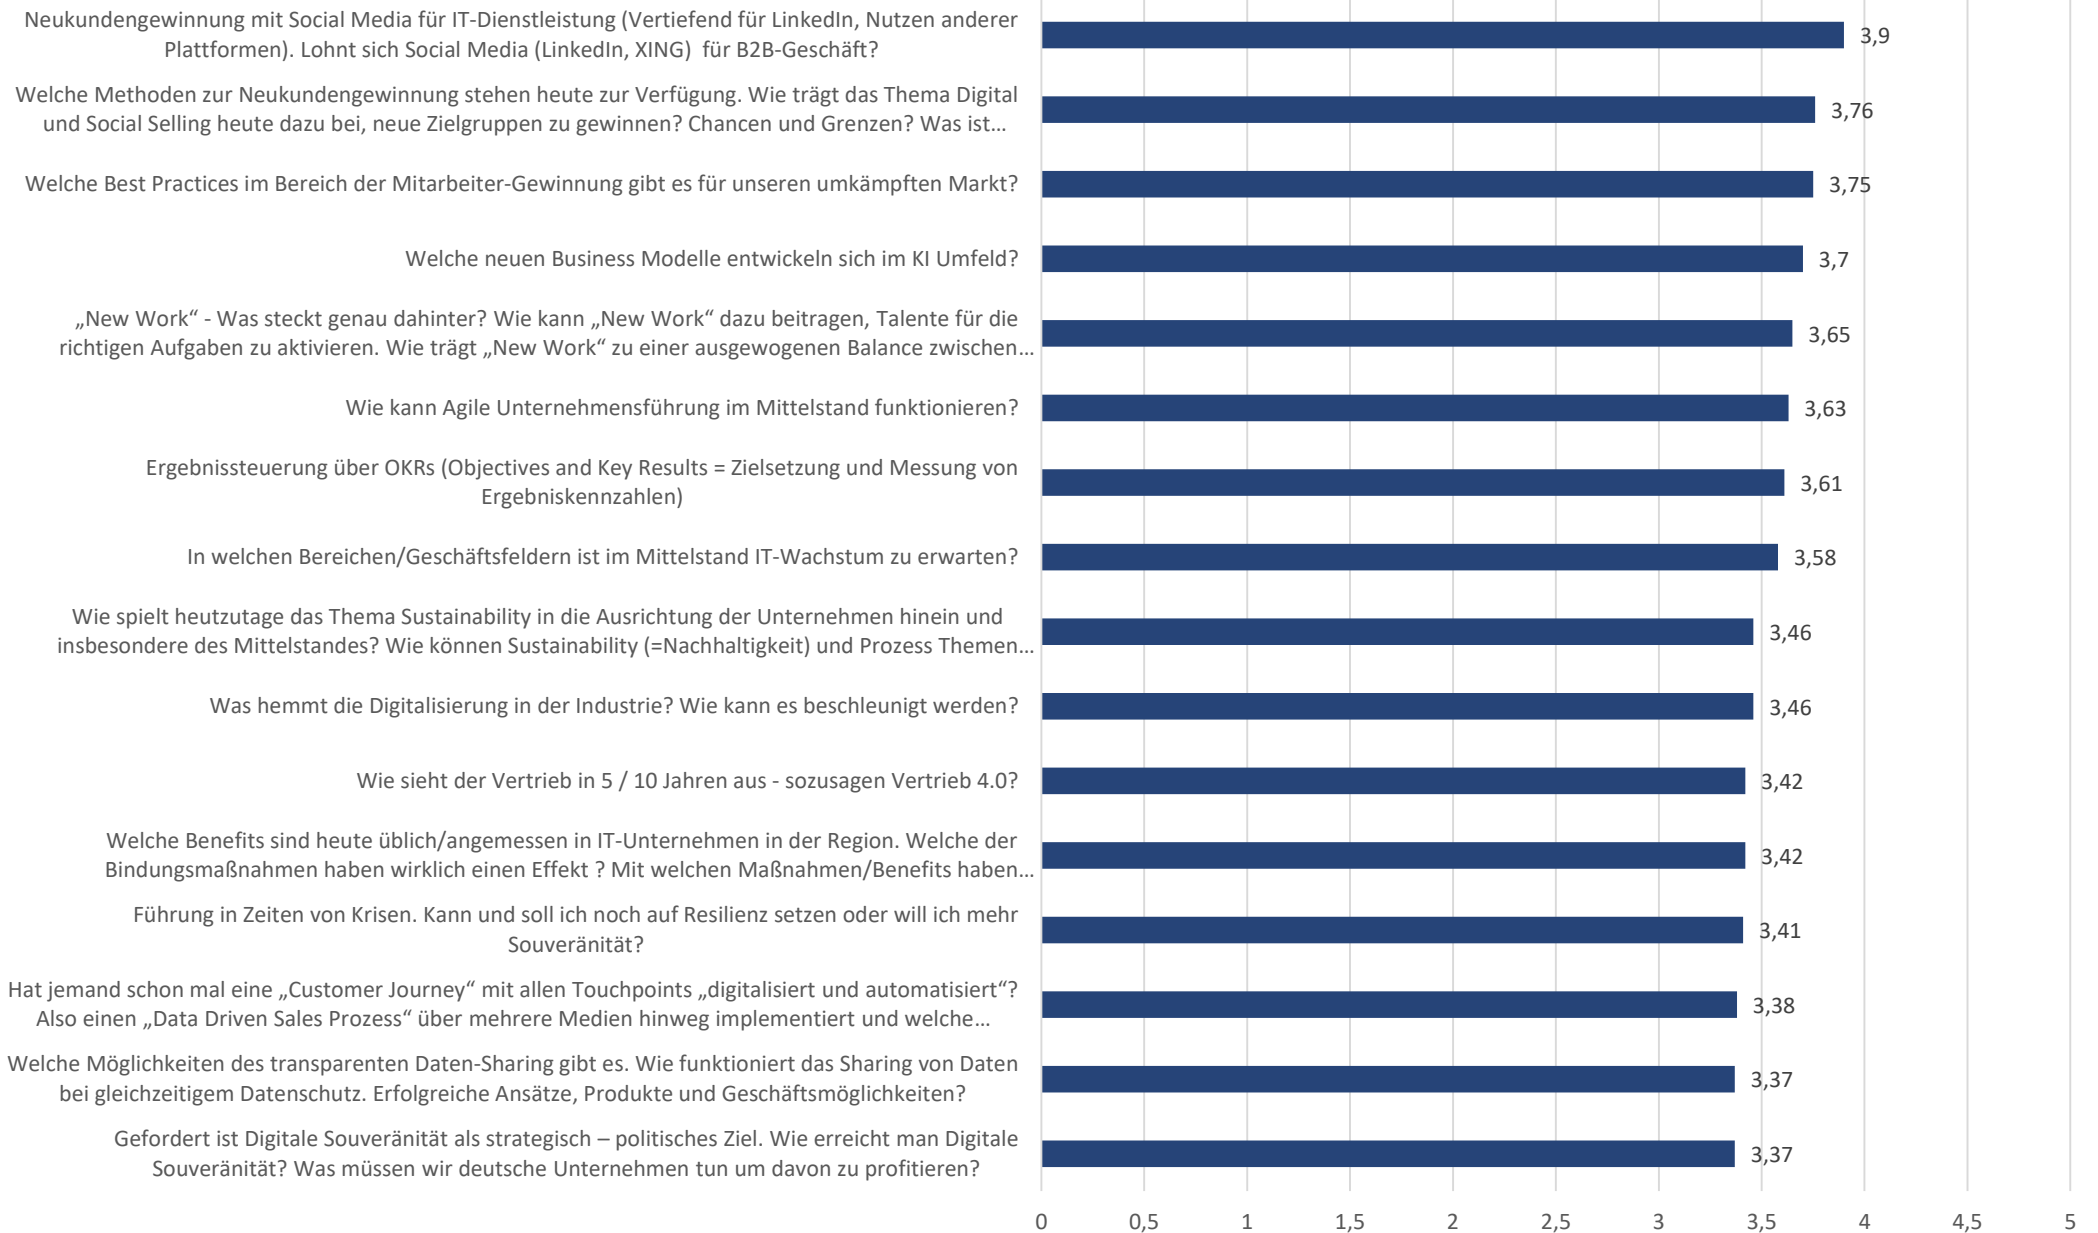 Neukundengewinnung mit Social Media für IT-Dienstleistung (Vertiefend für LinkedIn, Nutzen anderer
Plattformen). Lohnt sich Social Media (LinkedIn, XING)  für B2B-Geschäft?
3,9
Welche Methoden zur Neukundengewinnung stehen heute zur Verfügung. Wie trägt das Thema Digital
und Social Selling heute dazu bei, neue Zielgruppen zu gewinnen? Chancen und Grenzen? Was ist…
3,76
Welche Best Practices im Bereich der Mitarbeiter-Gewinnung gibt es für unseren umkämpften Markt?
3,75
Welche neuen Business Modelle entwickeln sich im KI Umfeld?
3,7
„New Work“ - Was steckt genau dahinter? Wie kann „New Work“ dazu beitragen, Talente für die
richtigen Aufgaben zu aktivieren. Wie trägt „New Work“ zu einer ausgewogenen Balance zwischen…
3,65
Wie kann Agile Unternehmensführung im Mittelstand funktionieren?
3,63
Ergebnissteuerung über OKRs (Objectives and Key Results = Zielsetzung und Messung von
Ergebniskennzahlen)
3,61
In welchen Bereichen/Geschäftsfeldern ist im Mittelstand IT-Wachstum zu erwarten?
3,58
Wie spielt heutzutage das Thema Sustainability in die Ausrichtung der Unternehmen hinein und
insbesondere des Mittelstandes? Wie können Sustainability (=Nachhaltigkeit) und Prozess Themen…
3,46
Was hemmt die Digitalisierung in der Industrie? Wie kann es beschleunigt werden?
3,46
Wie sieht der Vertrieb in 5 / 10 Jahren aus - sozusagen Vertrieb 4.0?
3,42
Welche Benefits sind heute üblich/angemessen in IT-Unternehmen in der Region. Welche der
Bindungsmaßnahmen haben wirklich einen Effekt ? Mit welchen Maßnahmen/Benefits haben…
3,42
Führung in Zeiten von Krisen. Kann und soll ich noch auf Resilienz setzen oder will ich mehr
Souveränität?
3,41
Hat jemand schon mal eine „Customer Journey“ mit allen Touchpoints „digitalisiert und automatisiert“?
Also einen „Data Driven Sales Prozess“ über mehrere Medien hinweg implementiert und welche…
3,38
Welche Möglichkeiten des transparenten Daten-Sharing gibt es. Wie funktioniert das Sharing von Daten
bei gleichzeitigem Datenschutz. Erfolgreiche Ansätze, Produkte und Geschäftsmöglichkeiten?
3,37
Gefordert ist Digitale Souveränität als strategisch – politisches Ziel. Wie erreicht man Digitale
Souveränität? Was müssen wir deutsche Unternehmen tun um davon zu profitieren?
3,37
0 0,5 1 1,5 2 2,5 3 3,5 4 4,5 5